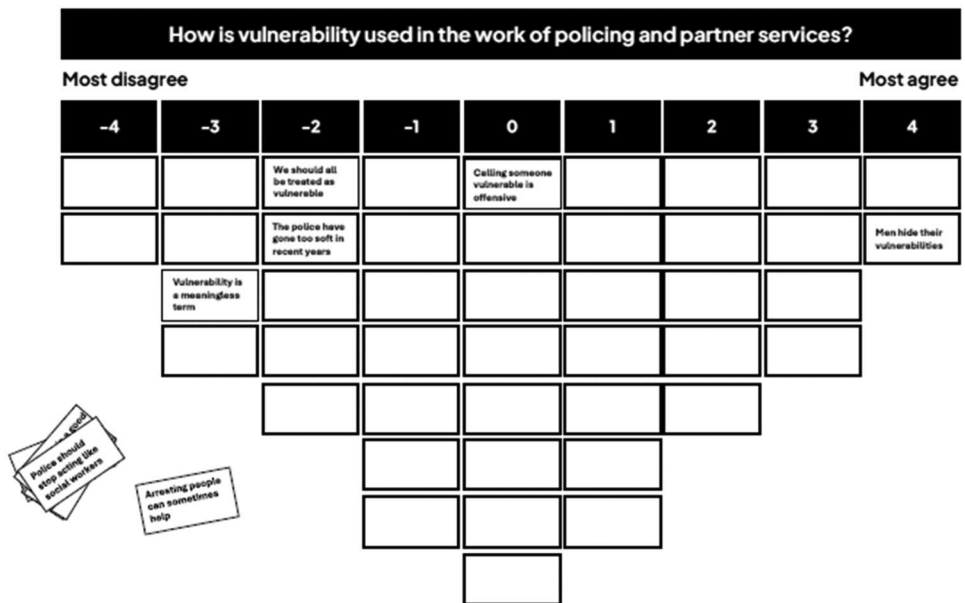 How is vulnerability used in the work of policing and partner services?
Most disagree
Most agree
-4
-3
-2
-1
0
1
2
3
4
We should all
be treated as
vulnerable
Calling someone
vulnerable is
offensive
The police have
gone too soft in
recent years
Men hide their
vulnerabilities
Vulnerability is
a meaningless
term
a good
Police should
stop acting like
social workers
Arresting people
can sometimes
help